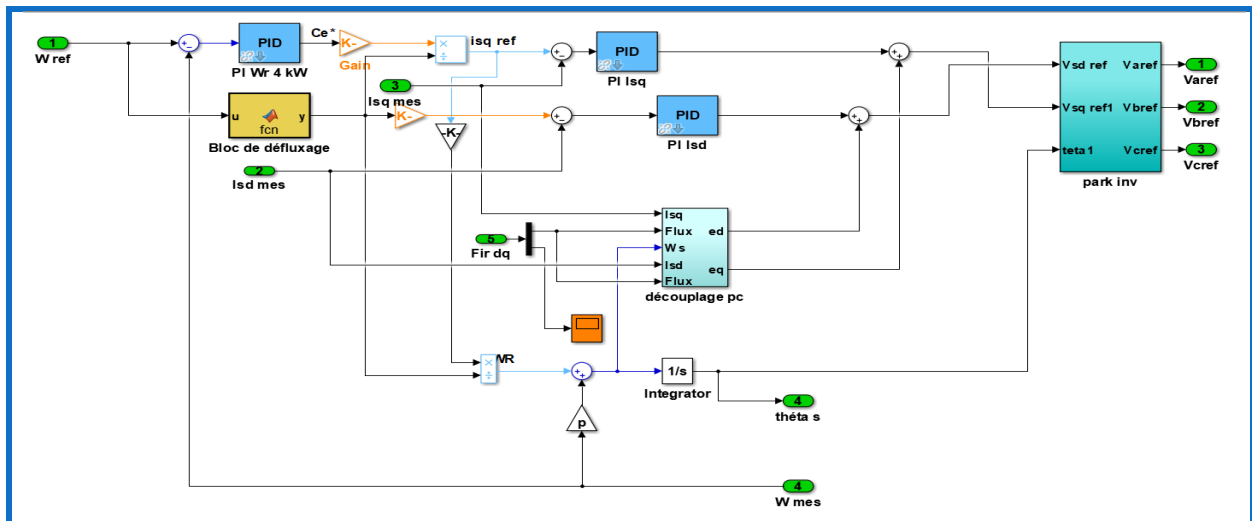 1
W ref
+
-
PID
PI Wr 4 kW
Ce*
K-
Gain
×
÷
isq ref
+
-
PID
PI Isq
+
+
3
Isq mes
u
fcn
y
Bloc de défluxage
K-
-K-
+
-
PID
PI Isd
+
+
2
Isd mes
Vsd ref
Vsq ref1
teta1
Varef
Vbref
Vcref
park inv
1
Varef
2
Vbref
3
Vcref
5
Fir dq
Isq
Flux
Ws
Isd
Flux
ed
eq
découplage pc
×
÷
WR
+
+
1/s
Integrator
4
théta s
p
4
W mes